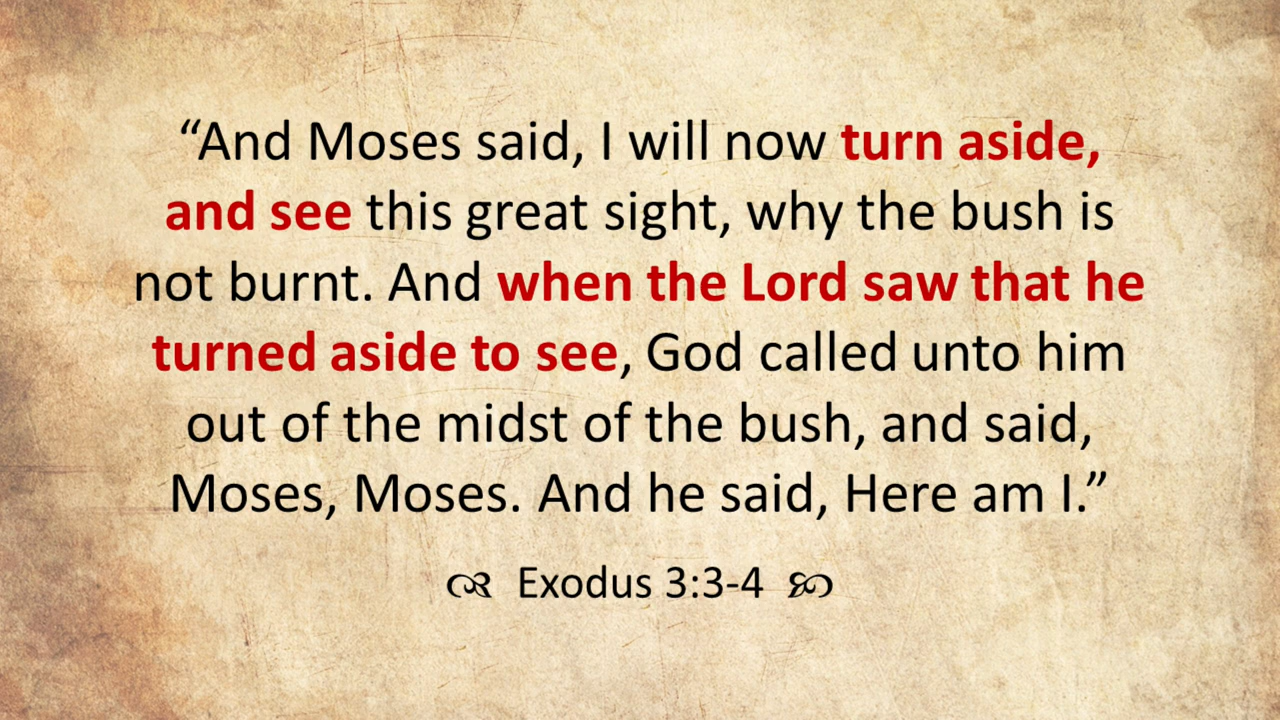 “And Moses said, I will now turn aside,
and see this great sight, why the bush is
not burnt. And when the Lord saw that he
turned aside to see, God called unto him
out of the midst of the bush, and said,
Moses, Moses. And he said, Here am I.”
Exodus 3:3-4